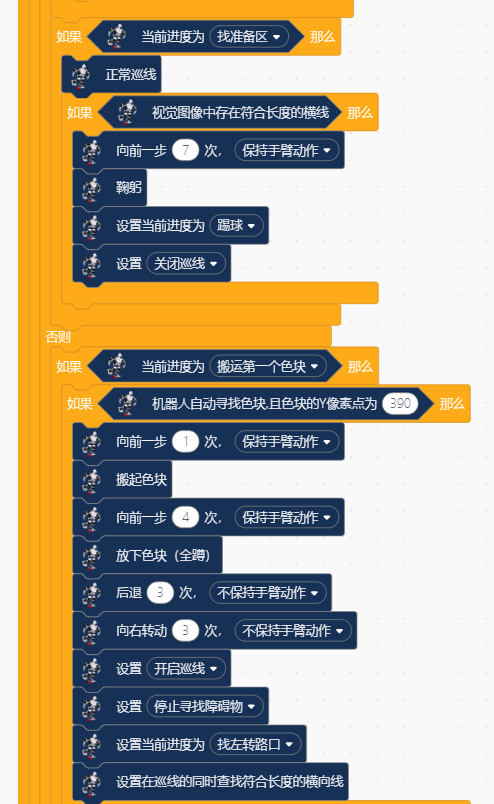 如果 当前进度为 找准备区 那么
正常巡线
如果 视觉图像中存在符合长度的横线 那么
向前一步 7 次, 保持手臂动作
鞠躬
设置当前进度为 踢球
设置 关闭巡线
否则
如果 当前进度为 搬运第一个色块 那么
如果 机器人自动寻找色块,且色块的Y像素点为 390 那么
向前一步 1 次, 保持手臂动作
搬起色块
向前一步 4 次, 保持手臂动作
放下色块（全蹲）
后退 3 次, 不保持手臂动作
向右转动 3 次, 不保持手臂动作
设置 开启巡线
设置 停止寻找障碍物
设置当前进度为 找左转路口
设置在巡线的同时查找符合长度的横向线